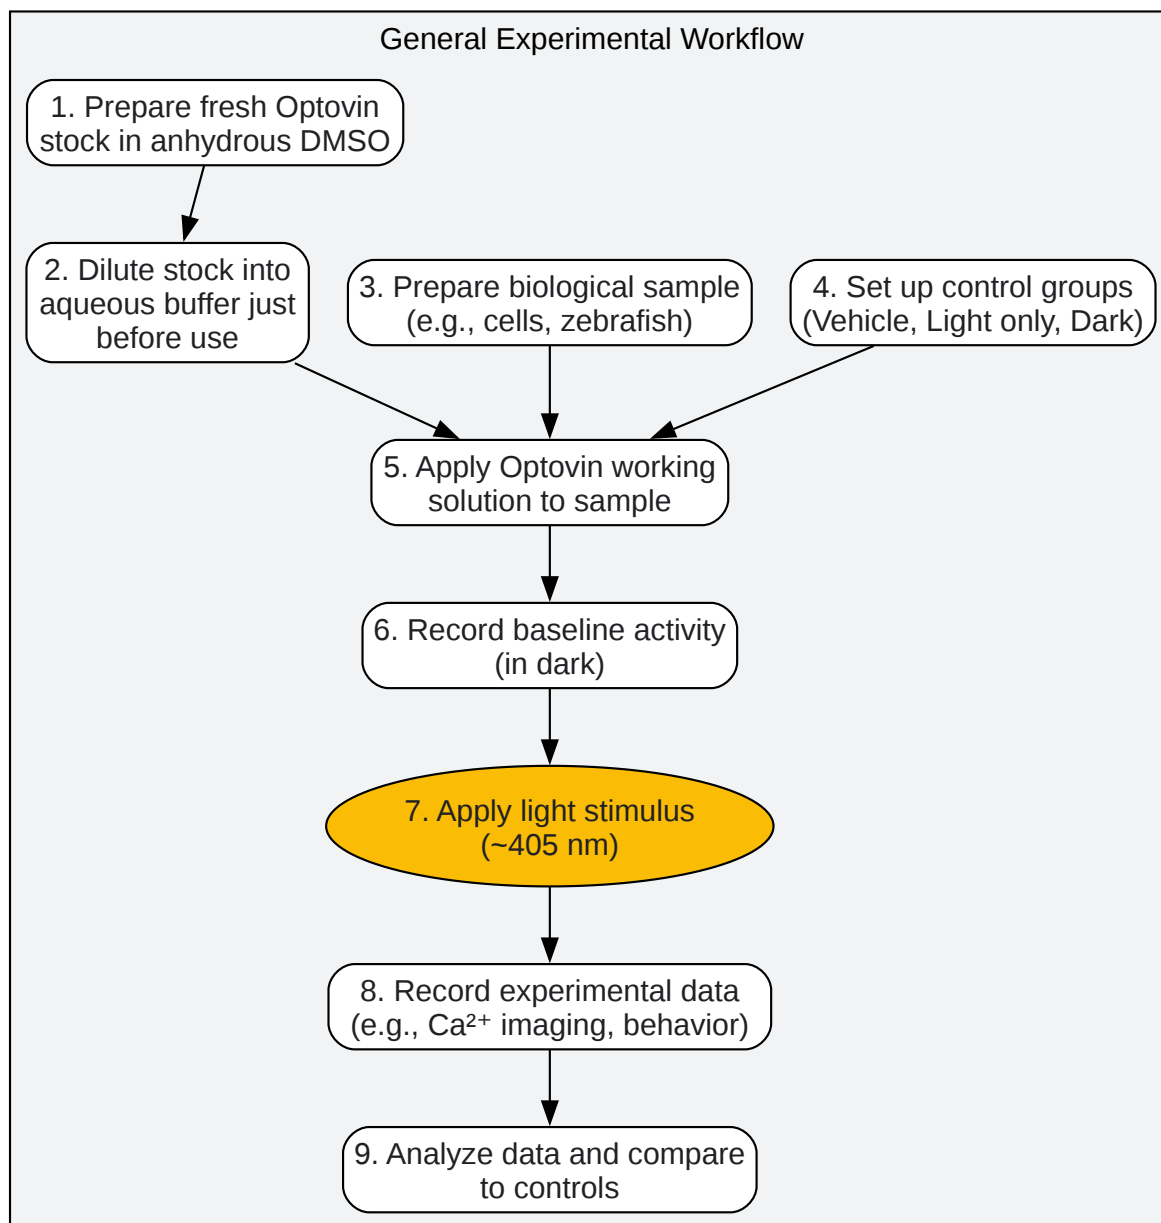 General Experimental Workflow
1. Prepare fresh Optovin
stock in anhydrous DMSO
2. Dilute stock into
aqueous buffer just
before use
3. Prepare biological sample
(e.g., cells, zebrafish)
4. Set up control groups
(Vehicle, Light only, Dark)
5. Apply Optovin working
solution to sample
6. Record baseline activity
(in dark)
7. Apply light stimulus
(~405 nm)
8. Record experimental data
(e.g., Ca²⁺ imaging, behavior)
9. Analyze data and compare
to controls